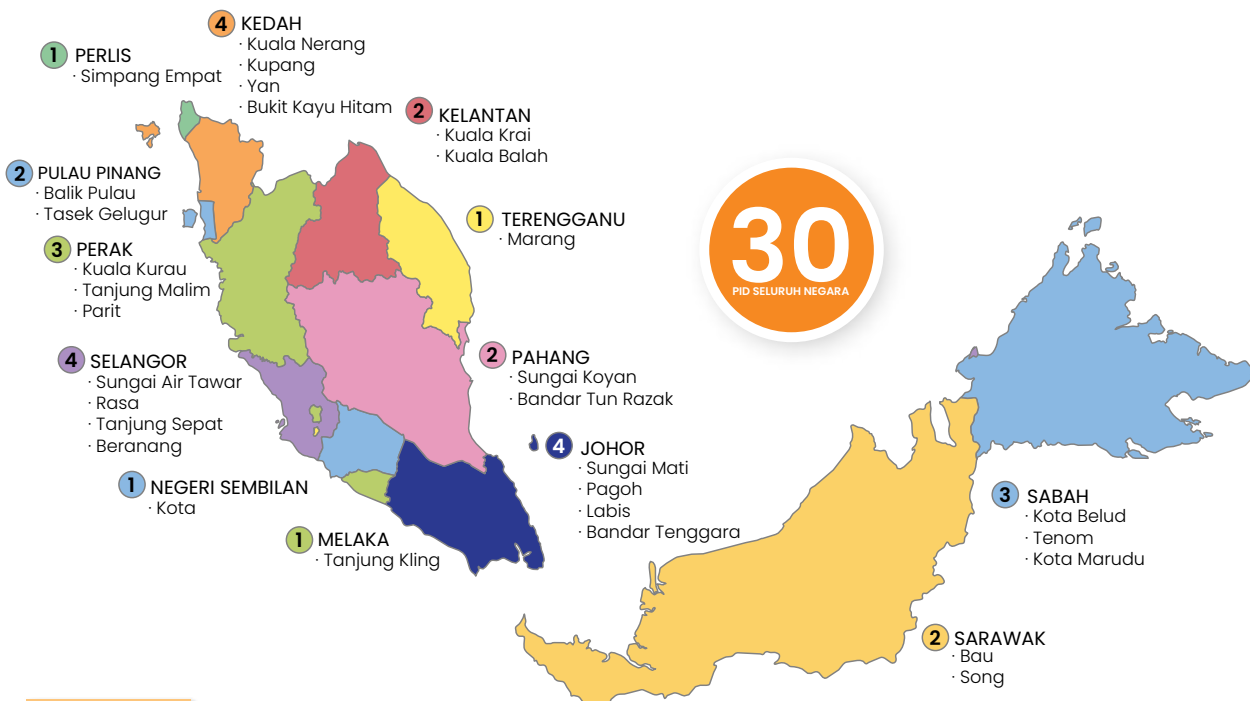 4 KEDAH
· Kuala Nerang
· Kupang
· Yan
· Bukit Kayu Hitam
1 PERLIS
· Simpang Empat
2 KELANTAN
· Kuala Krai
· Kuala Balah
2 PULAU PINANG
· Balik Pulau
· Tasek Gelugur
1 TERENGGANU
· Marang
3 PERAK
· Kuala Kurau
· Tanjung Malim
· Parit
30
PID SELURUH NEGARA
4 SELANGOR
· Sungai Air Tawar
· Rasa
· Tanjung Sepat
· Beranang
2 PAHANG
· Sungai Koyan
· Bandar Tun Razak
4 JOHOR
· Sungai Mati
· Pagoh
· Labis
· Bandar Tenggara
1 NEGERI SEMBILAN
· Kota
1 MELAKA
· Tanjung Kling
3 SABAH
· Kota Belud
· Tenom
· Kota Marudu
2 SARAWAK
· Bau
· Song